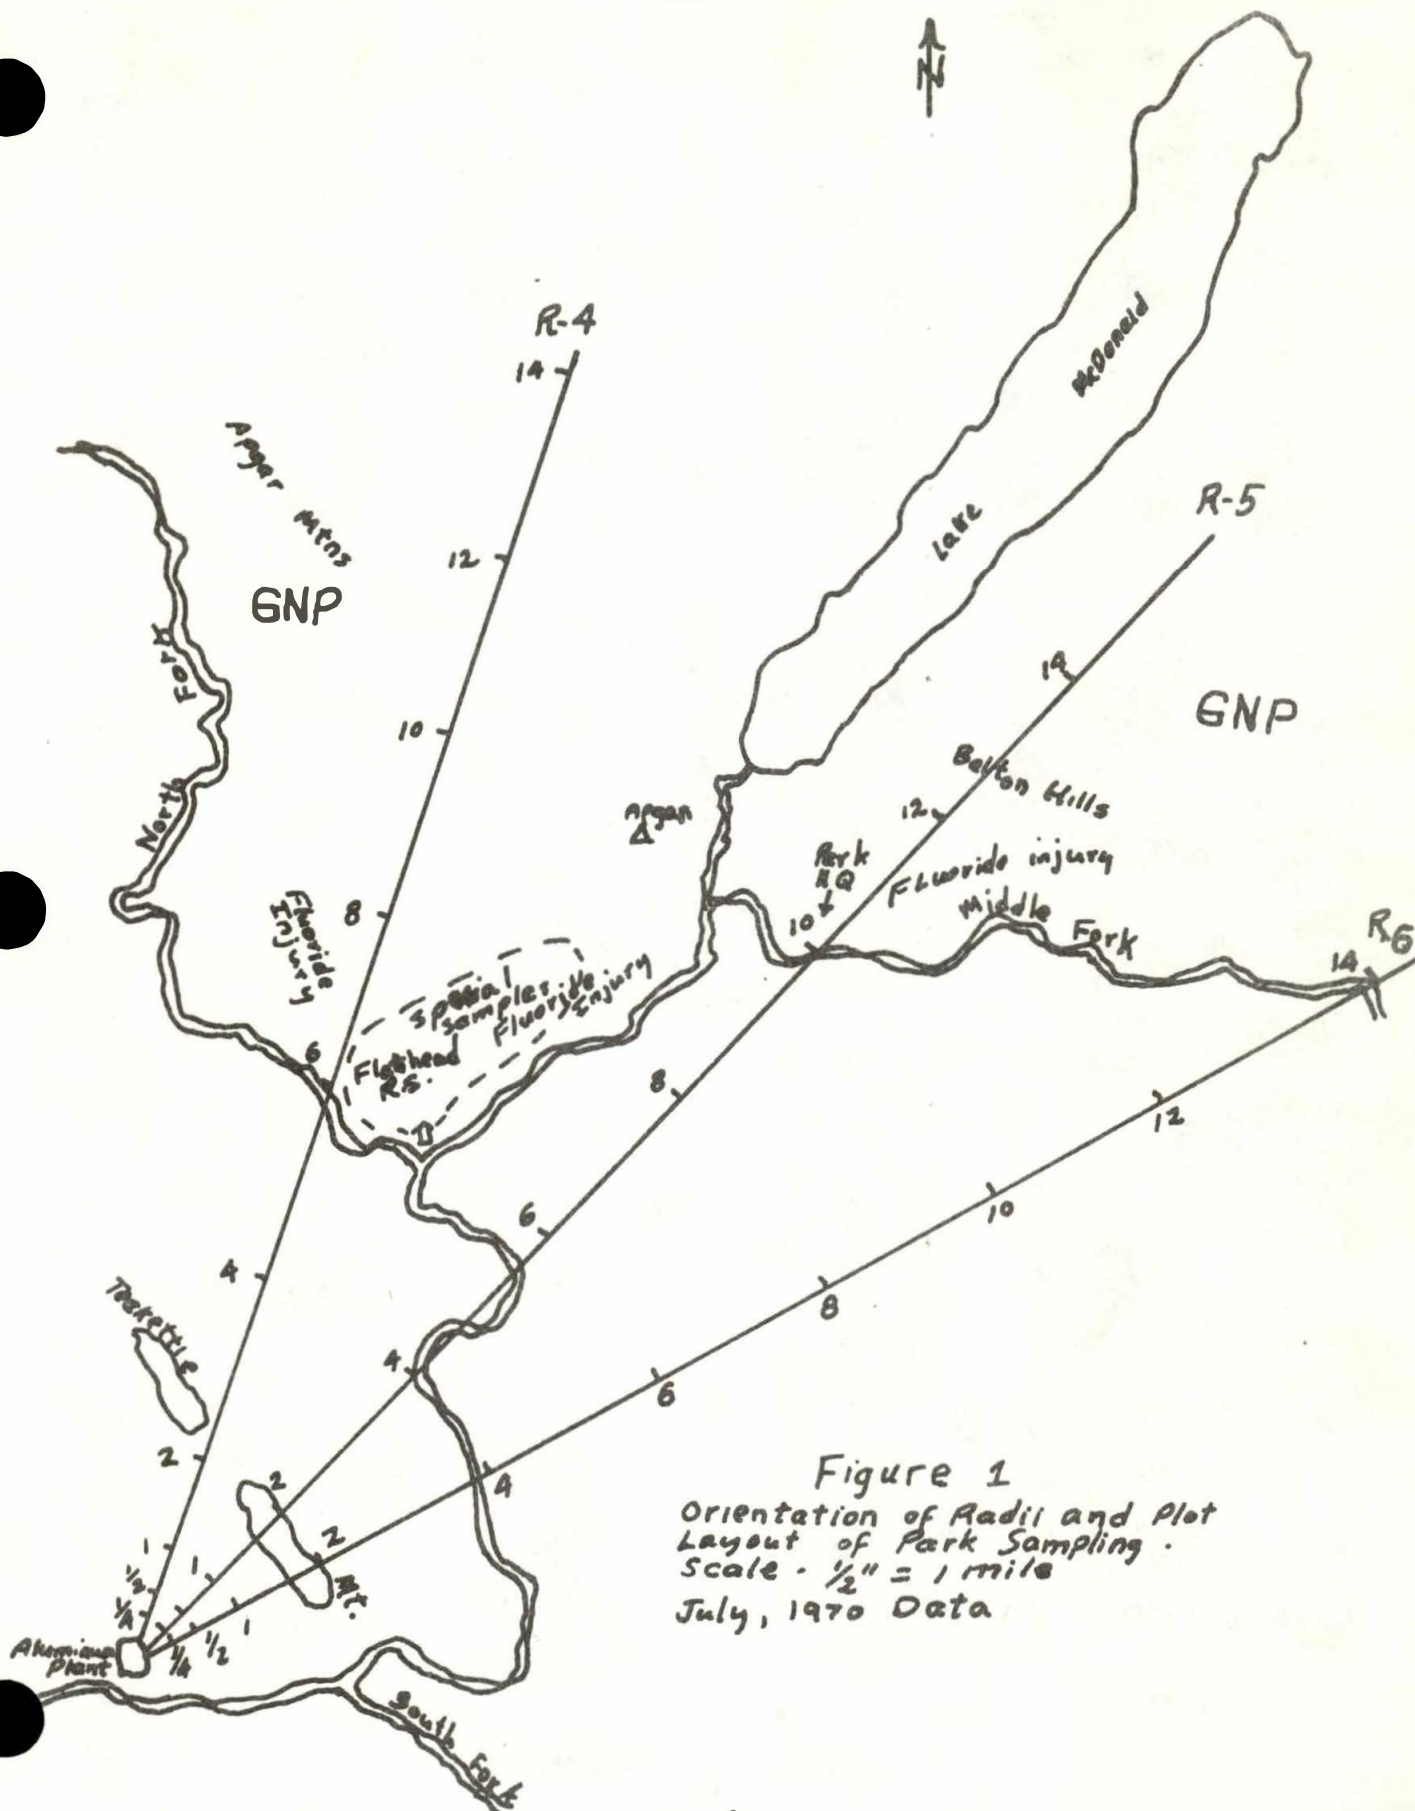 N
R-4
14
12
10
8
6
4
2
1
1/2
1/4
Apgar Mtns
GNP
North Fork
Lake McDonald
R-5
14
12
10
8
6
4
2
1
GNP
Belton Hills
Apgar
Park
HQ
Fluoride injury
Middle Fork
R6
14
12
10
8
6
4
2
1
1/2
1/4
Fluoride
Injury
Special
sampler
Fluoride
Injury
Flathead
R.S.
Teakettle
Mt.
Aluminum
Plant
South Fork
Figure 1
Orientation of Radii and Plot
Layout of Park Sampling.
Scale - 1/2" = 1 mile
July, 1970 Data